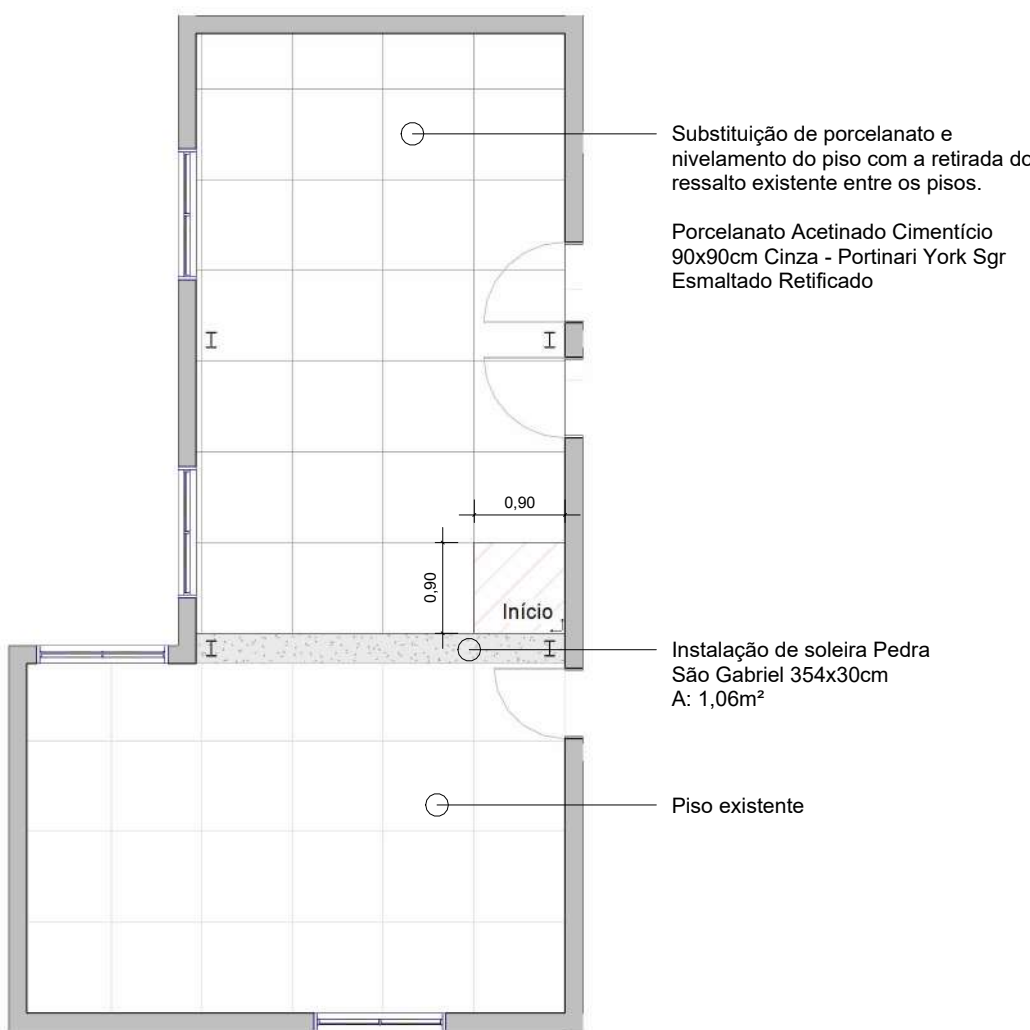 Substituição de porcelanato e
nivelamento do piso com a retirada do
ressalto existente entre os pisos.
Porcelanato Acetinado Cimentício
90x90cm Cinza - Portinari York Sgr
Esmaltado Retificado
0,90
0,90
Início
Instalação de soleira Pedra
São Gabriel 354x30cm
A: 1,06m²
Piso existente